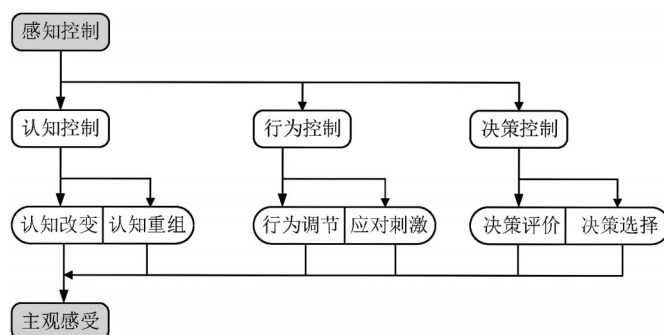 感知控制
认知控制
行为控制
决策控制
认知改变
认知重组
行为调节
应对刺激
决策评价
决策选择
主观感受